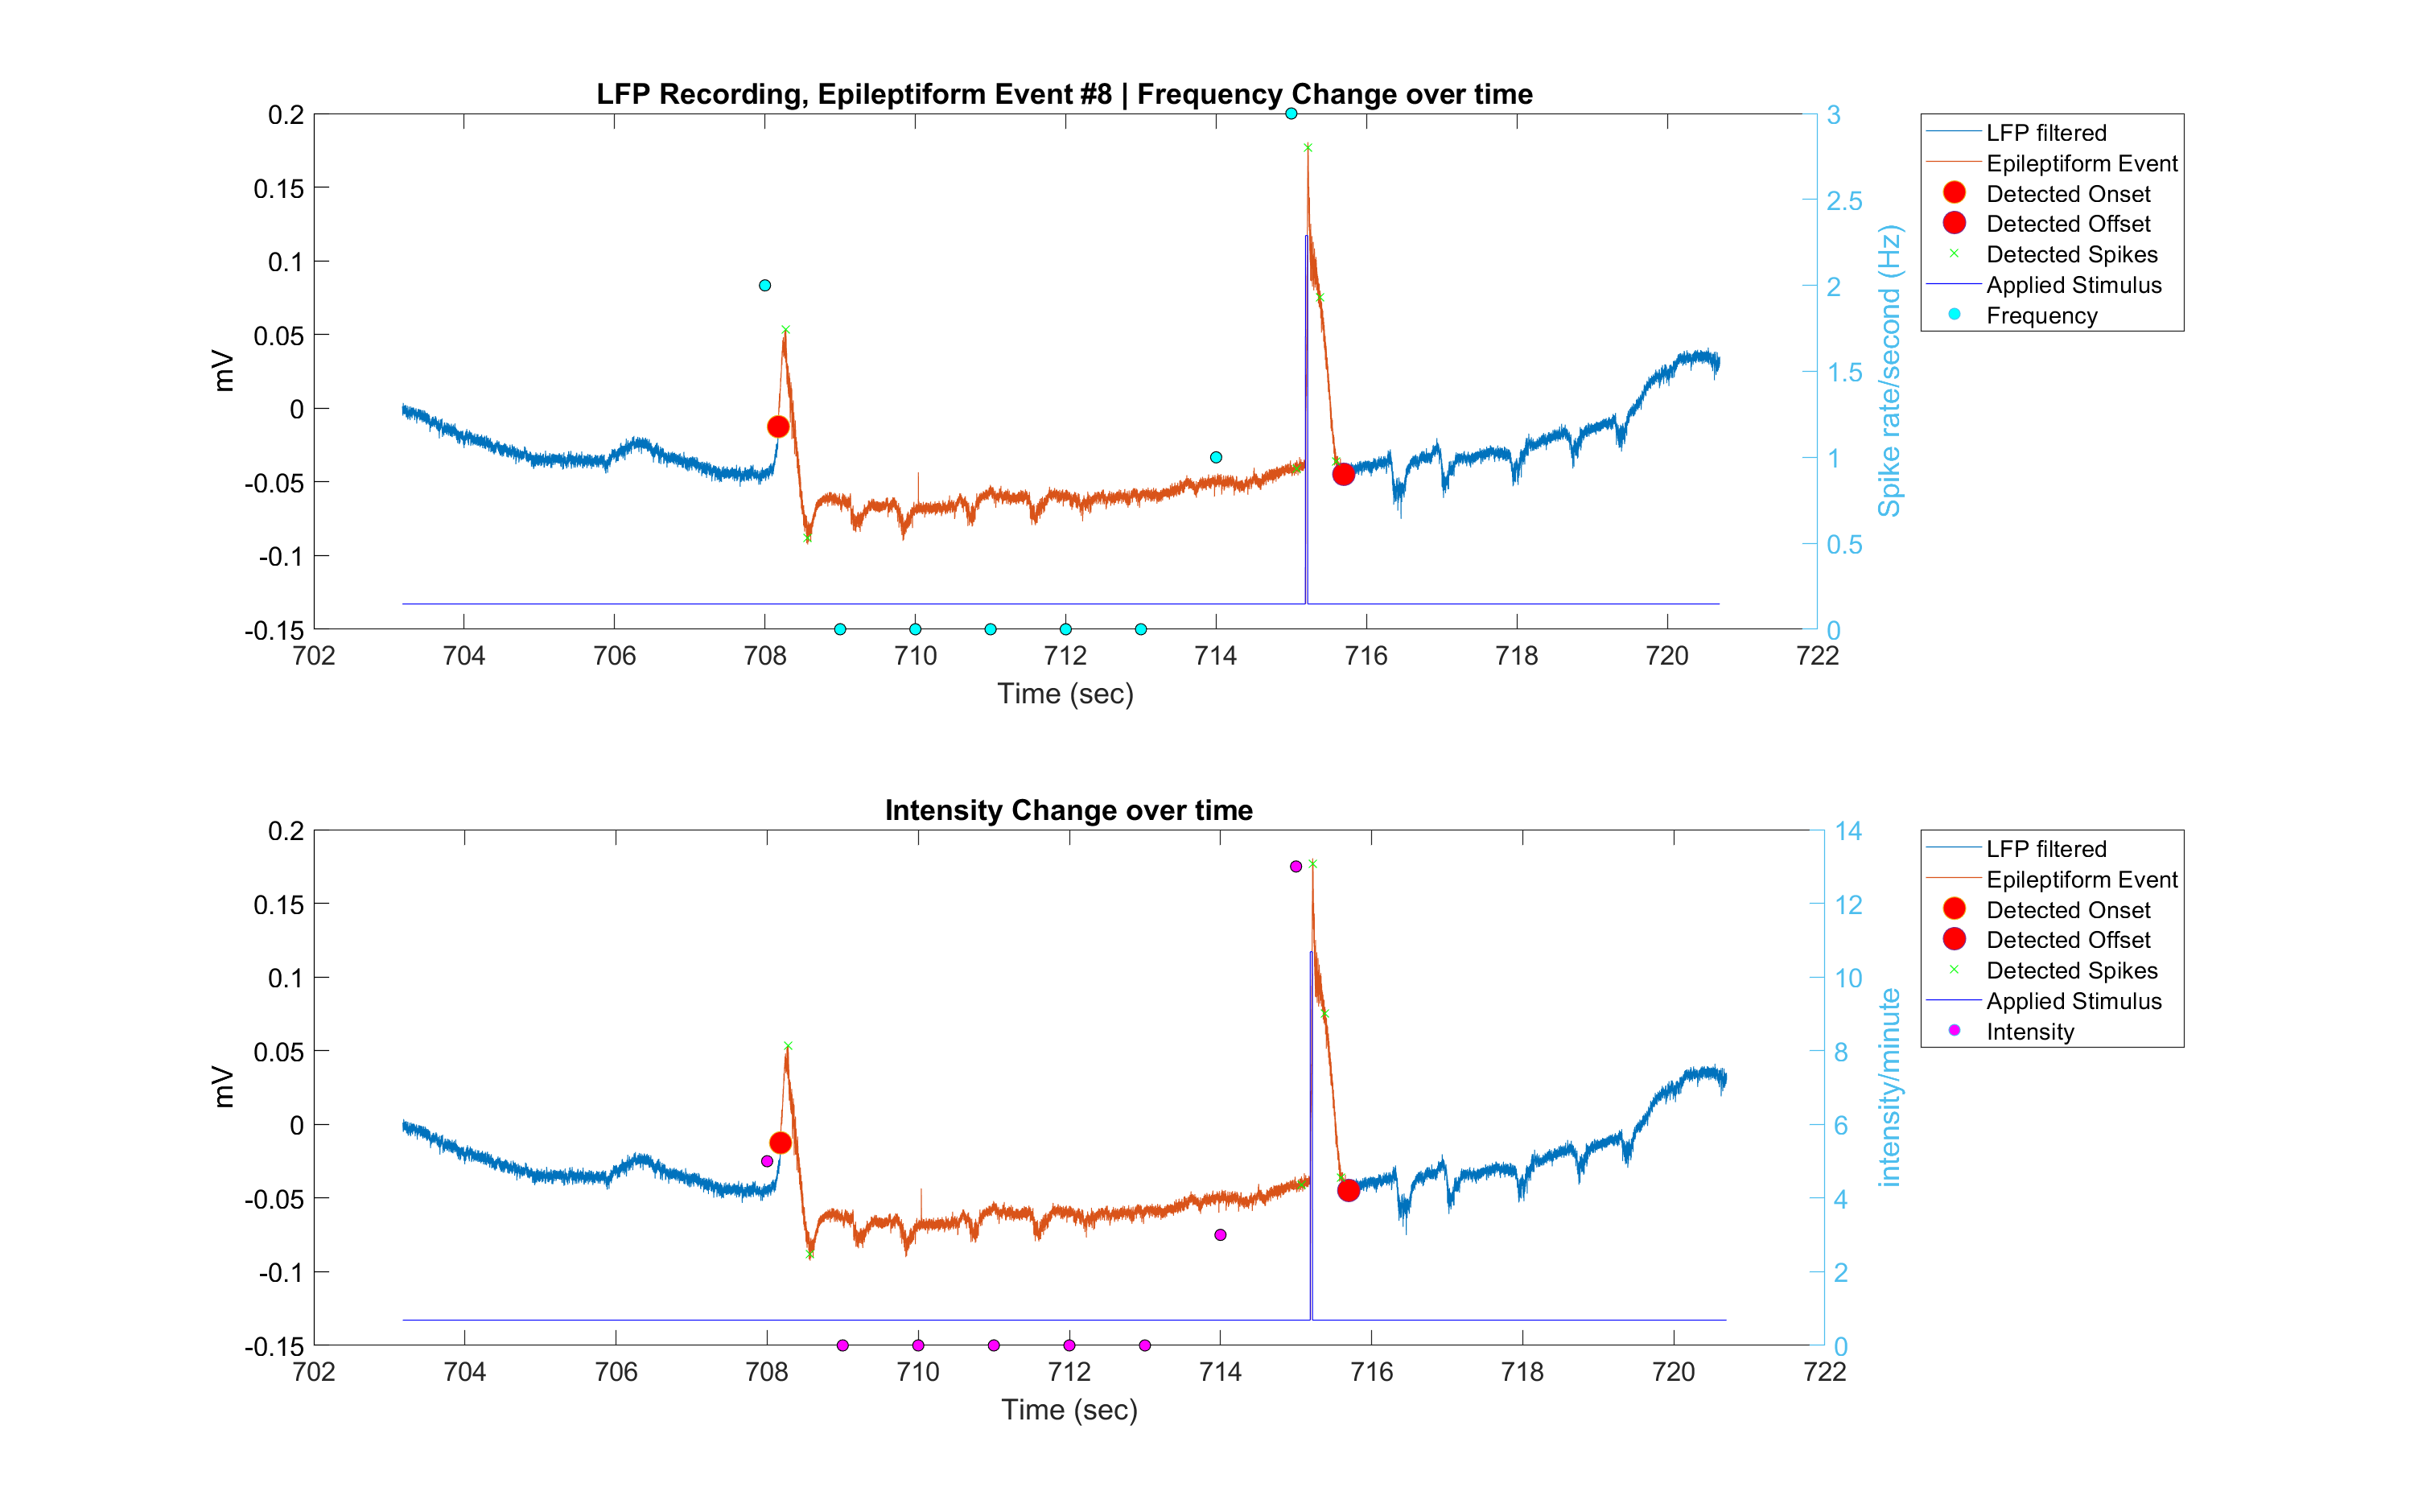 LFP Recording, Epileptiform Event #8 | Frequency Change over time
0.2
0.15
0.1
0.05
0
-0.05
-0.1
-0.15
mV
702 704 706 708 710 712 714 716 718 720 722
Time (sec)
3
2.5
2
1.5
1
0.5
0
Spike rate/second (Hz)
LFP filtered
Epileptiform Event
Detected Onset
Detected Offset
Detected Spikes
Applied Stimulus
Frequency
Intensity Change over time
0.2
0.15
0.1
0.05
0
-0.05
-0.1
-0.15
mV
702 704 706 708 710 712 714 716 718 720 722
Time (sec)
14
12
10
8
6
4
2
0
intensity/minute
LFP filtered
Epileptiform Event
Detected Onset
Detected Offset
Detected Spikes
Applied Stimulus
Intensity